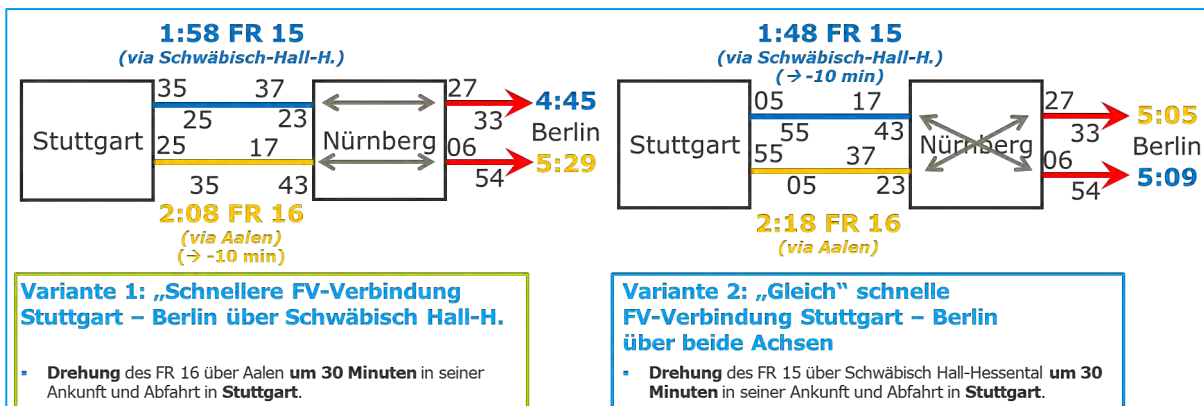 1:58 FR 15
(via Schwäbisch-Hall-H.)
35 37
25 23
Stuttgart
25 17
35 43
Nürnberg
27
33
06
54
4:45
Berlin
5:29
2:08 FR 16
(via Aalen)
(→ -10 min)
Variante 1: „Schnellere FV-Verbindung
Stuttgart – Berlin über Schwäbisch Hall-H.
▪ Drehung des FR 16 über Aalen um 30 Minuten in seiner
Ankunft und Abfahrt in Stuttgart.
1:48 FR 15
(via Schwäbisch-Hall-H.)
(→ -10 min)
05 17
55 43
Stuttgart
55 37
05 23
Nürnberg
27
33
06
54
5:05
Berlin
5:09
2:18 FR 16
(via Aalen)
Variante 2: „Gleich“ schnelle
FV-Verbindung Stuttgart – Berlin
über beide Achsen
▪ Drehung des FR 15 über Schwäbisch Hall-Hessental um 30
Minuten in seiner Ankunft und Abfahrt in Stuttgart.